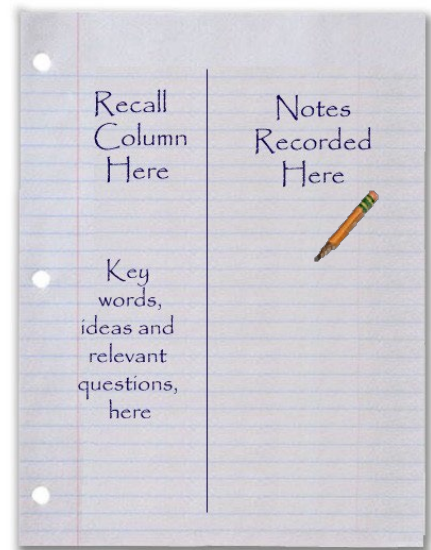 Recall
Column
Here
Notes
Recorded
Here
Key
words,
ideas and
relevant
questions,
here